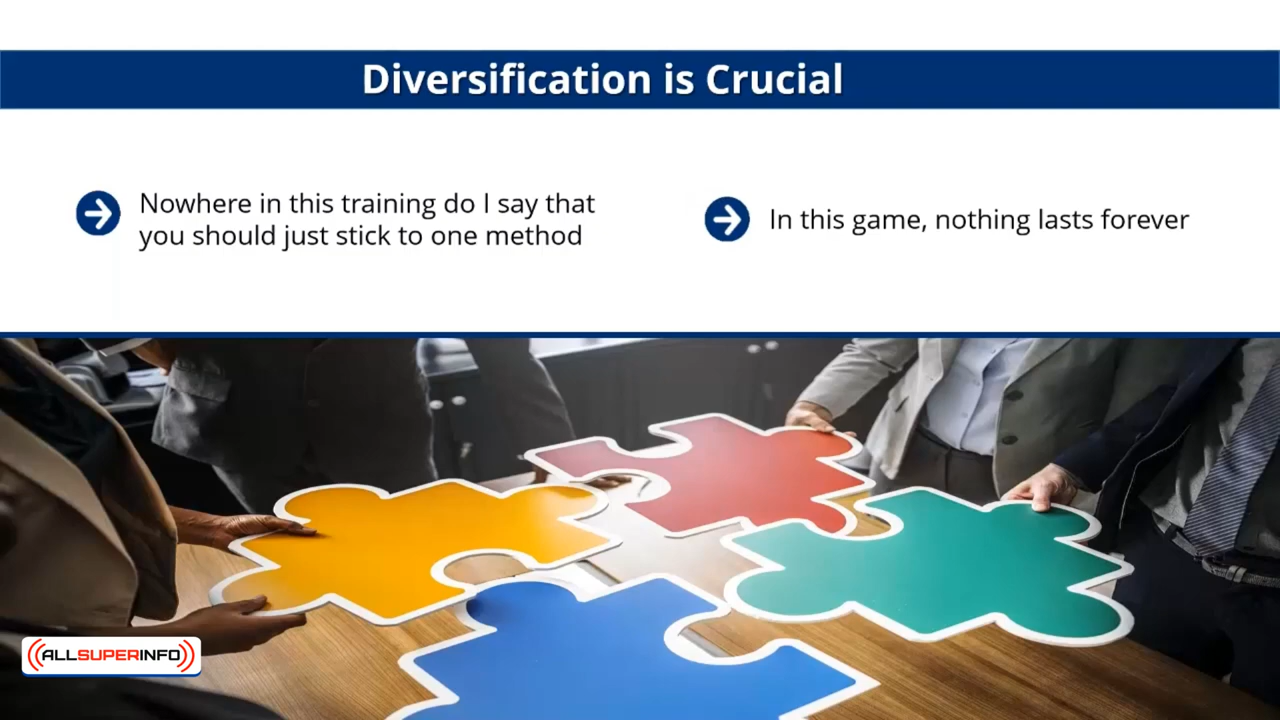 Diversification is Crucial
Nowhere in this training do I say that
you should just stick to one method
In this game, nothing lasts forever
ALLSUPERINFO